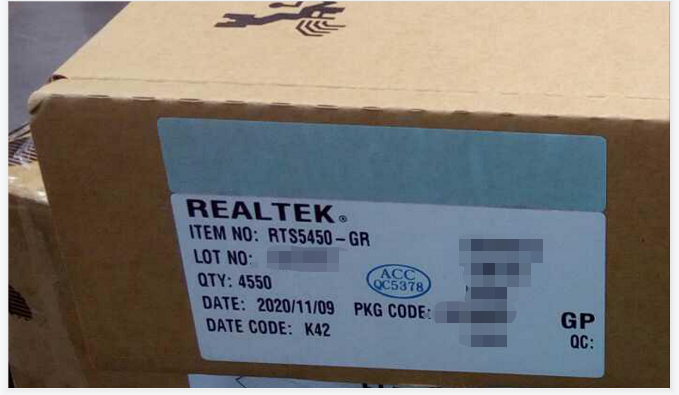 REALTEK®
ITEM NO: RTS5450-GR
LOT NO:
QTY: 4550
ACC
QC5378
DATE: 2020/11/09 PKG CODE:
DATE CODE: K42
GP
QC: